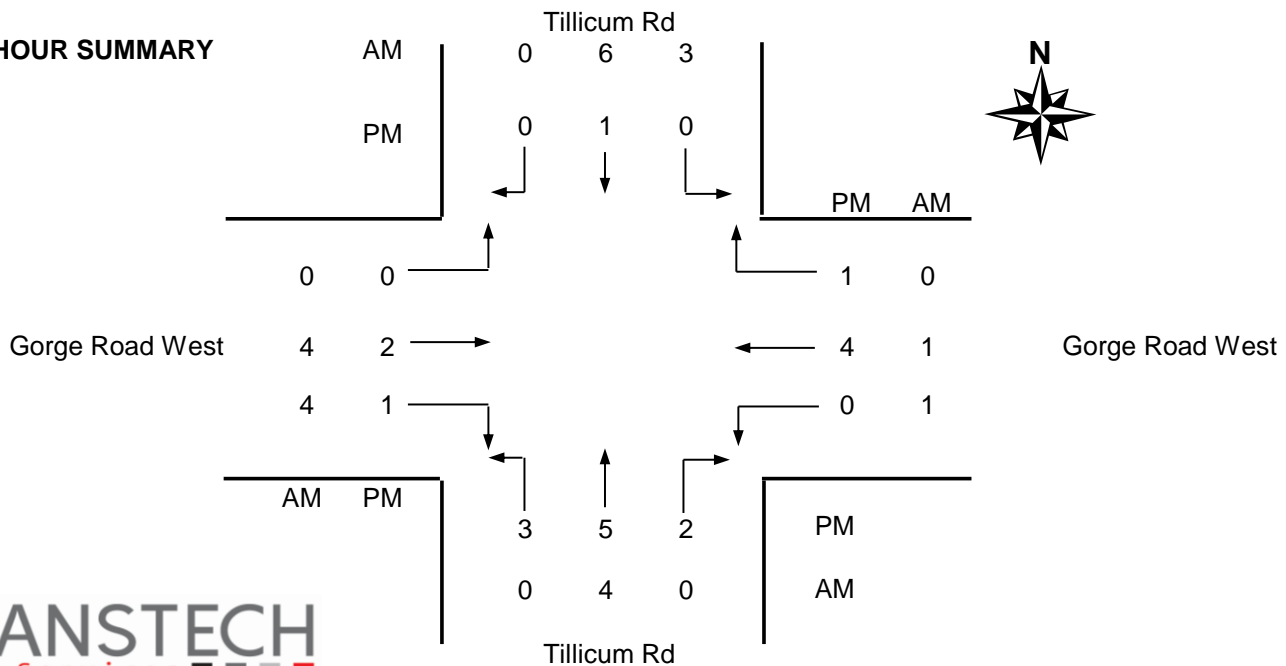 Tillicum Rd
HOUR SUMMARY AM 0 6 3 N
PM 0 1 0
PM AM
0 0 1 0
Gorge Road West 4 2 4 1 Gorge Road West
4 1 0 1
AM PM
3 5 2 PM
0 4 0 AM
ANSTECH
Tillicum Rd